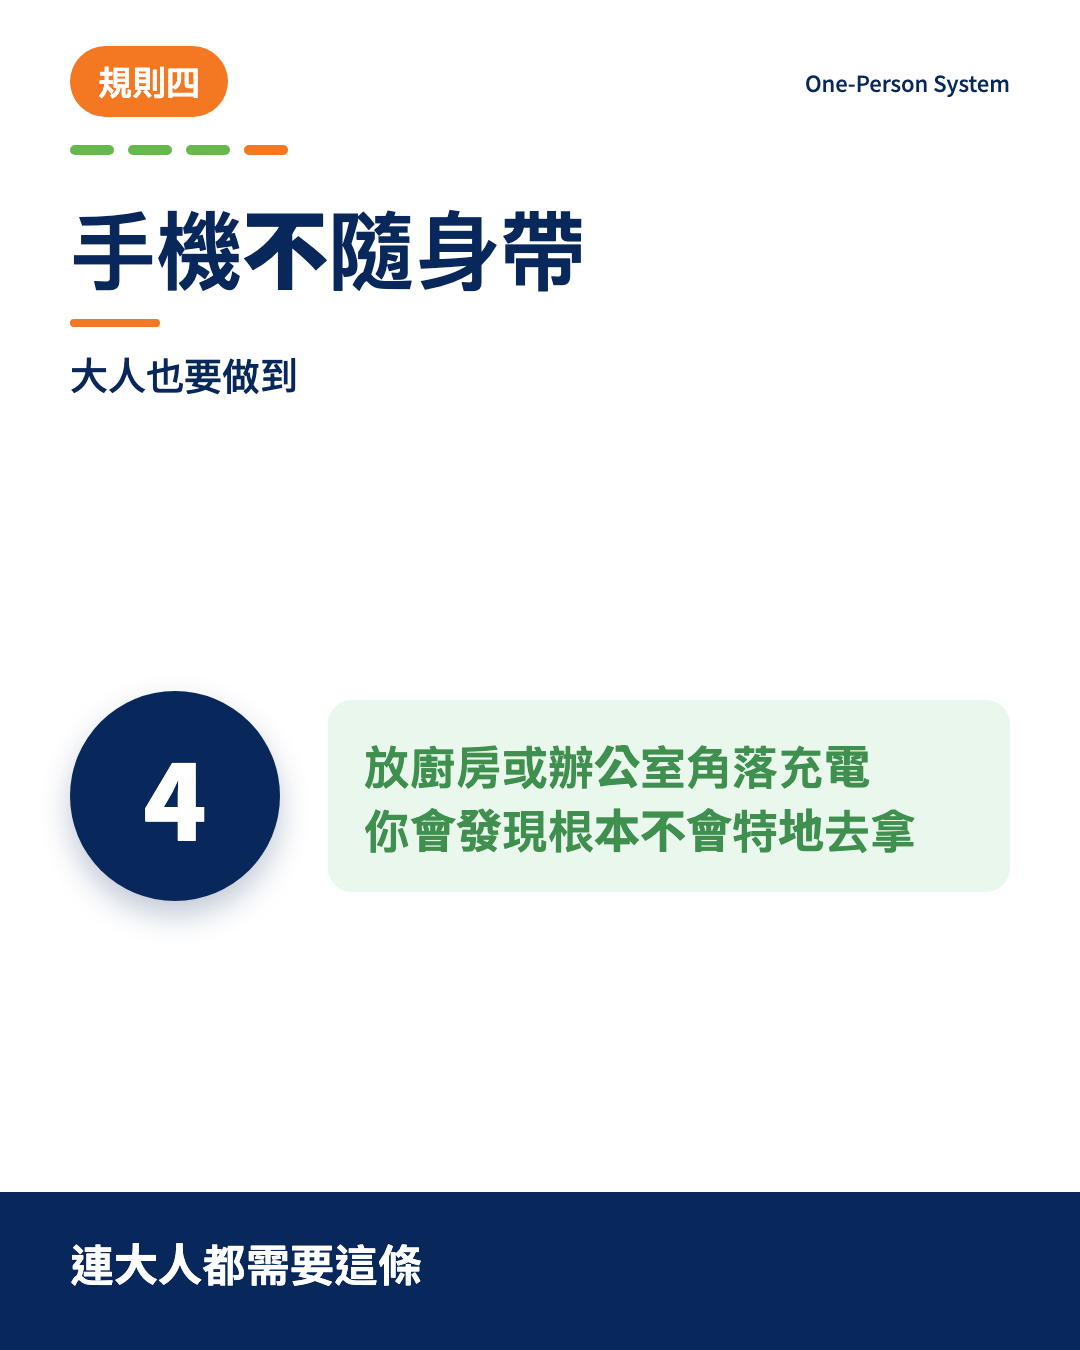 規則四
One-Person System
手機不隨身帶
大人也要做到
4
放廚房或辦公室角落充電
你會發現根本不會特地去拿
連大人都需要這條